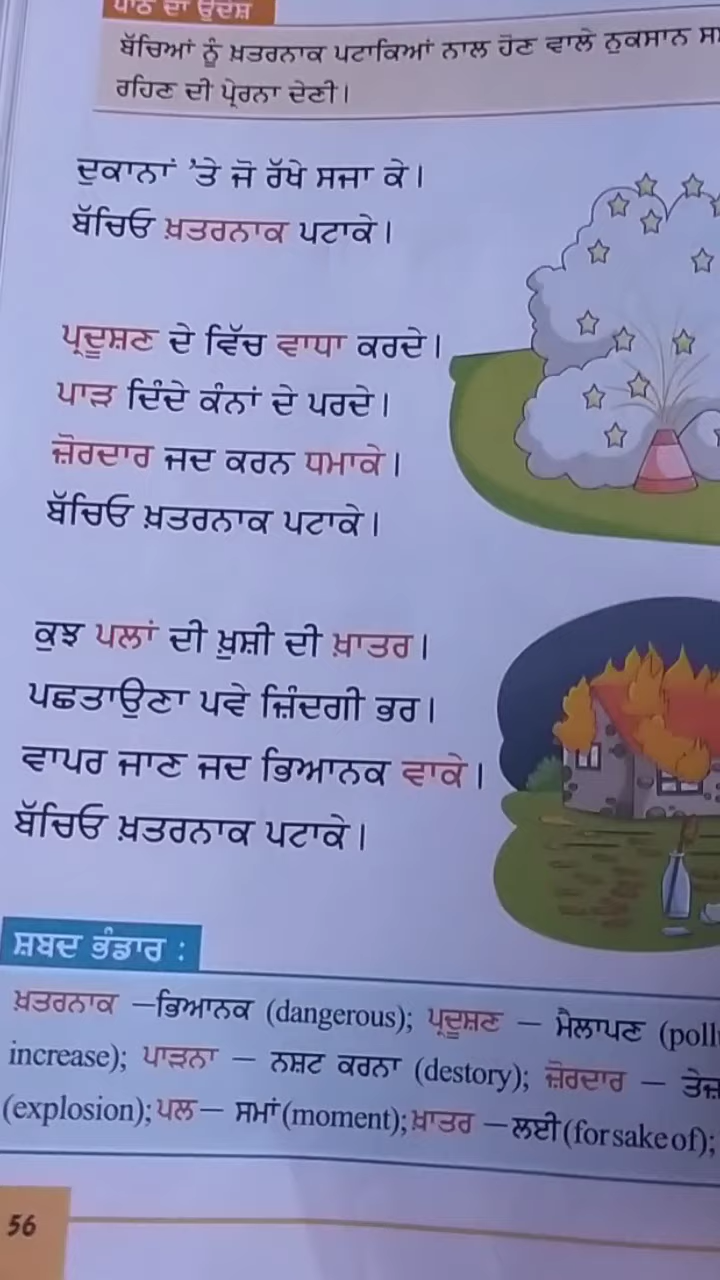 ਪਾਠ ਦਾ ਉਦੇਸ਼
ਬੱਚਿਆਂ ਨੂੰ ਖ਼ਤਰਨਾਕ ਪਟਾਕਿਆਂ ਨਾਲ ਹੋਣ ਵਾਲੇ ਨੁਕਸਾਨ
ਰਹਿਣ ਦੀ ਪ੍ਰੇਰਨਾ ਦੇਣੀ।
ਦੁਕਾਨਾਂ ’ਤੇ ਜੋ ਰੱਖੇ ਸਜਾ ਕੇ।
ਬੱਚਿਓ ਖ਼ਤਰਨਾਕ ਪਟਾਕੇ।
ਪ੍ਰਦੂਸ਼ਣ ਦੇ ਵਿੱਚ ਵਾਧਾ ਕਰਦੇ।
ਪਾੜ ਦਿੰਦੇ ਕੰਨਾਂ ਦੇ ਪਰਦੇ।
ਜ਼ੋਰਦਾਰ ਜਦ ਕਰਨ ਧਮਾਕੇ।
ਬੱਚਿਓ ਖ਼ਤਰਨਾਕ ਪਟਾਕੇ।
ਕੁਝ ਪਲਾਂ ਦੀ ਖ਼ੁਸ਼ੀ ਦੀ ਖ਼ਾਤਰ।
ਪਛਤਾਉਣਾ ਪਵੇ ਜ਼ਿੰਦਗੀ ਭਰ।
ਵਾਪਰ ਜਾਣ ਜਦ ਭਿਆਨਕ ਵਾਕੇ।
ਬੱਚਿਓ ਖ਼ਤਰਨਾਕ ਪਟਾਕੇ।
ਸ਼ਬਦ ਭੰਡਾਰ :
ਖ਼ਤਰਨਾਕ —ਭਿਆਨਕ (dangerous); ਪ੍ਰਦੂਸ਼ਣ — ਮੈਲਾਪਣ
increase); ਪਾੜਨਾ — ਨਸ਼ਟ ਕਰਨਾ (destory); ਜ਼ੋਰਦਾਰ — ਤੇਜ਼
(explosion); ਪਲ— ਸਮਾਂ (moment); ਖ਼ਾਤਰ —ਲਈ (for sake of);
56